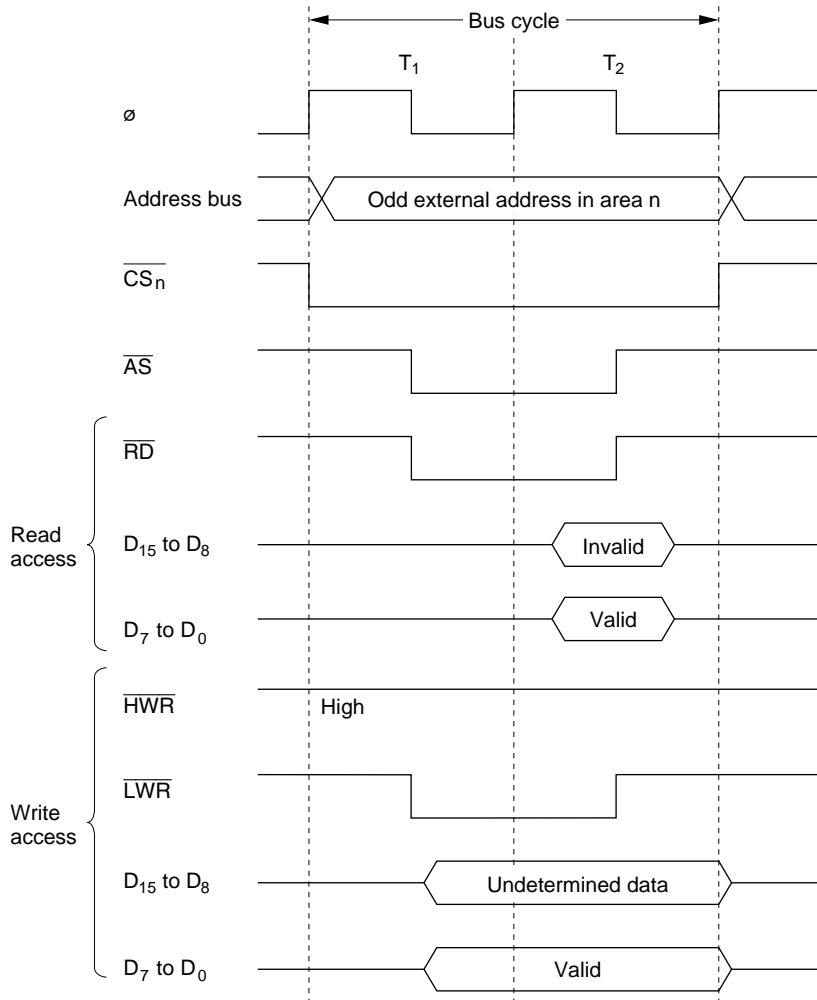 Bus cycle
T1 T2
ø
Address bus Odd external address in area n
CSn
AS
RD
Read access
D15 to D8 Invalid
D7 to D0 Valid
HWR High
LWR
Write access
D15 to D8 Undetermined data
D7 to D0 Valid